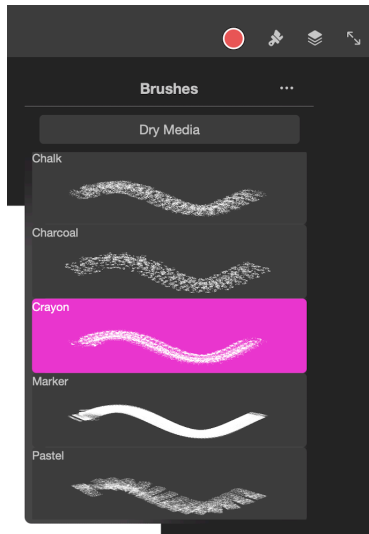 Brushes
Dry Media
Chalk
Charcoal
Crayon
Marker
Pastel